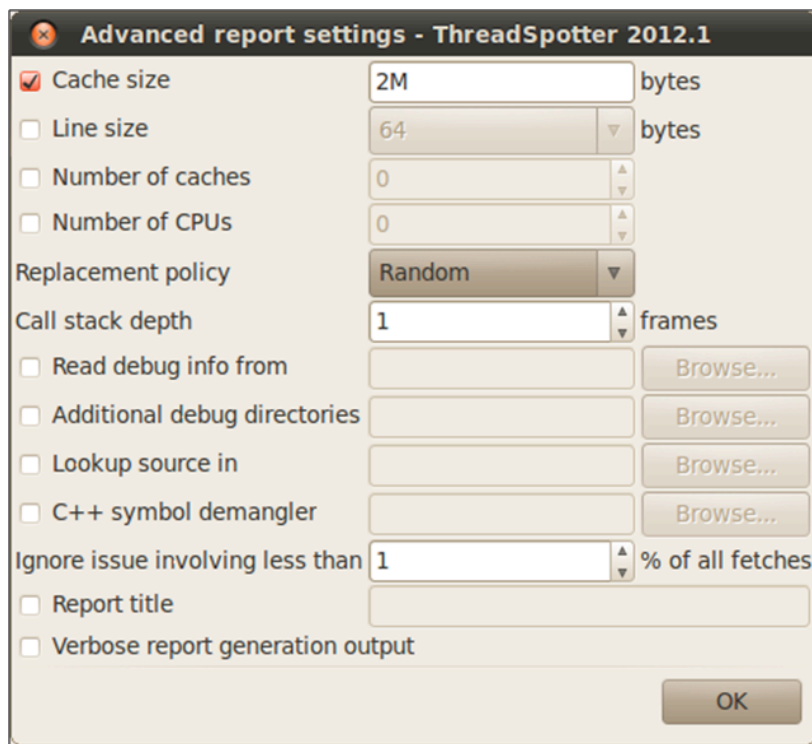 Advanced report settings - ThreadSpotter 2012.1
Cache size 2M bytes
Line size 64 bytes
Number of caches 0
Number of CPUs 0
Replacement policy Random
Call stack depth 1 frames
Read debug info from Browse...
Additional debug directories Browse...
Lookup source in Browse...
C++ symbol demangler Browse...
Ignore issue involving less than 1 % of all fetches
Report title
Verbose report generation output
OK